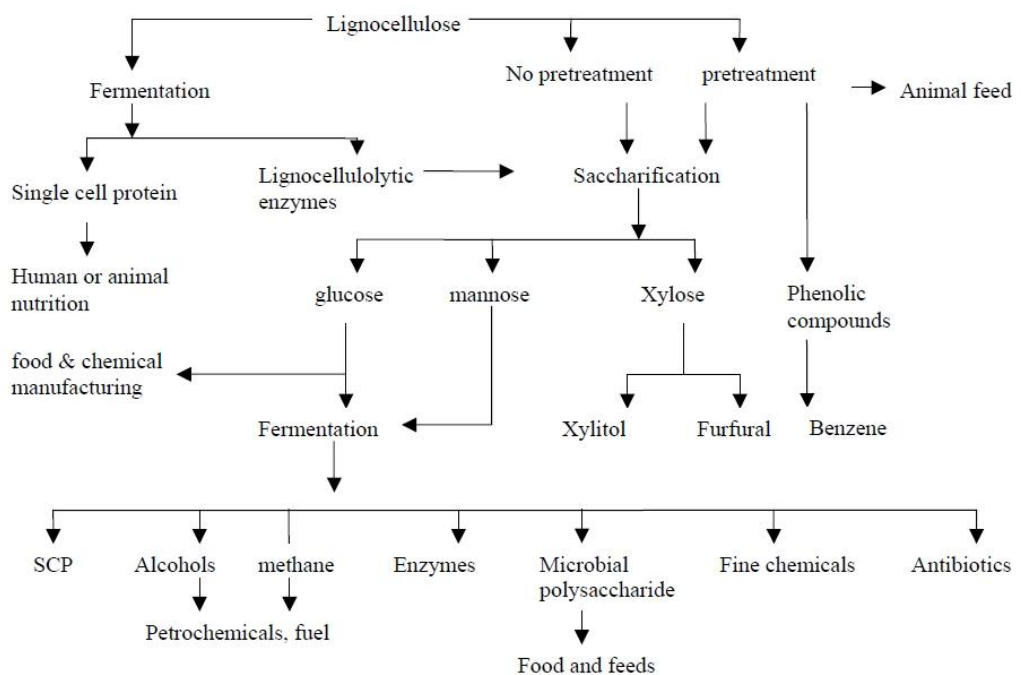 Lignocellulose
No pretreatment
pretreatment
Fermentation
Animal feed
Single cell protein
Lignocellulolytic
enzymes
Saccharification
Human or animal
nutrition
glucose
mannose
Xylose
Phenolic
compounds
food & chemical
manufacturing
Fermentation
Xylitol
Furfural
Benzene
SCP
Alcohols
methane
Enzymes
Microbial
polysaccharide
Fine chemicals
Antibiotics
Petrochemicals, fuel
Food and feeds